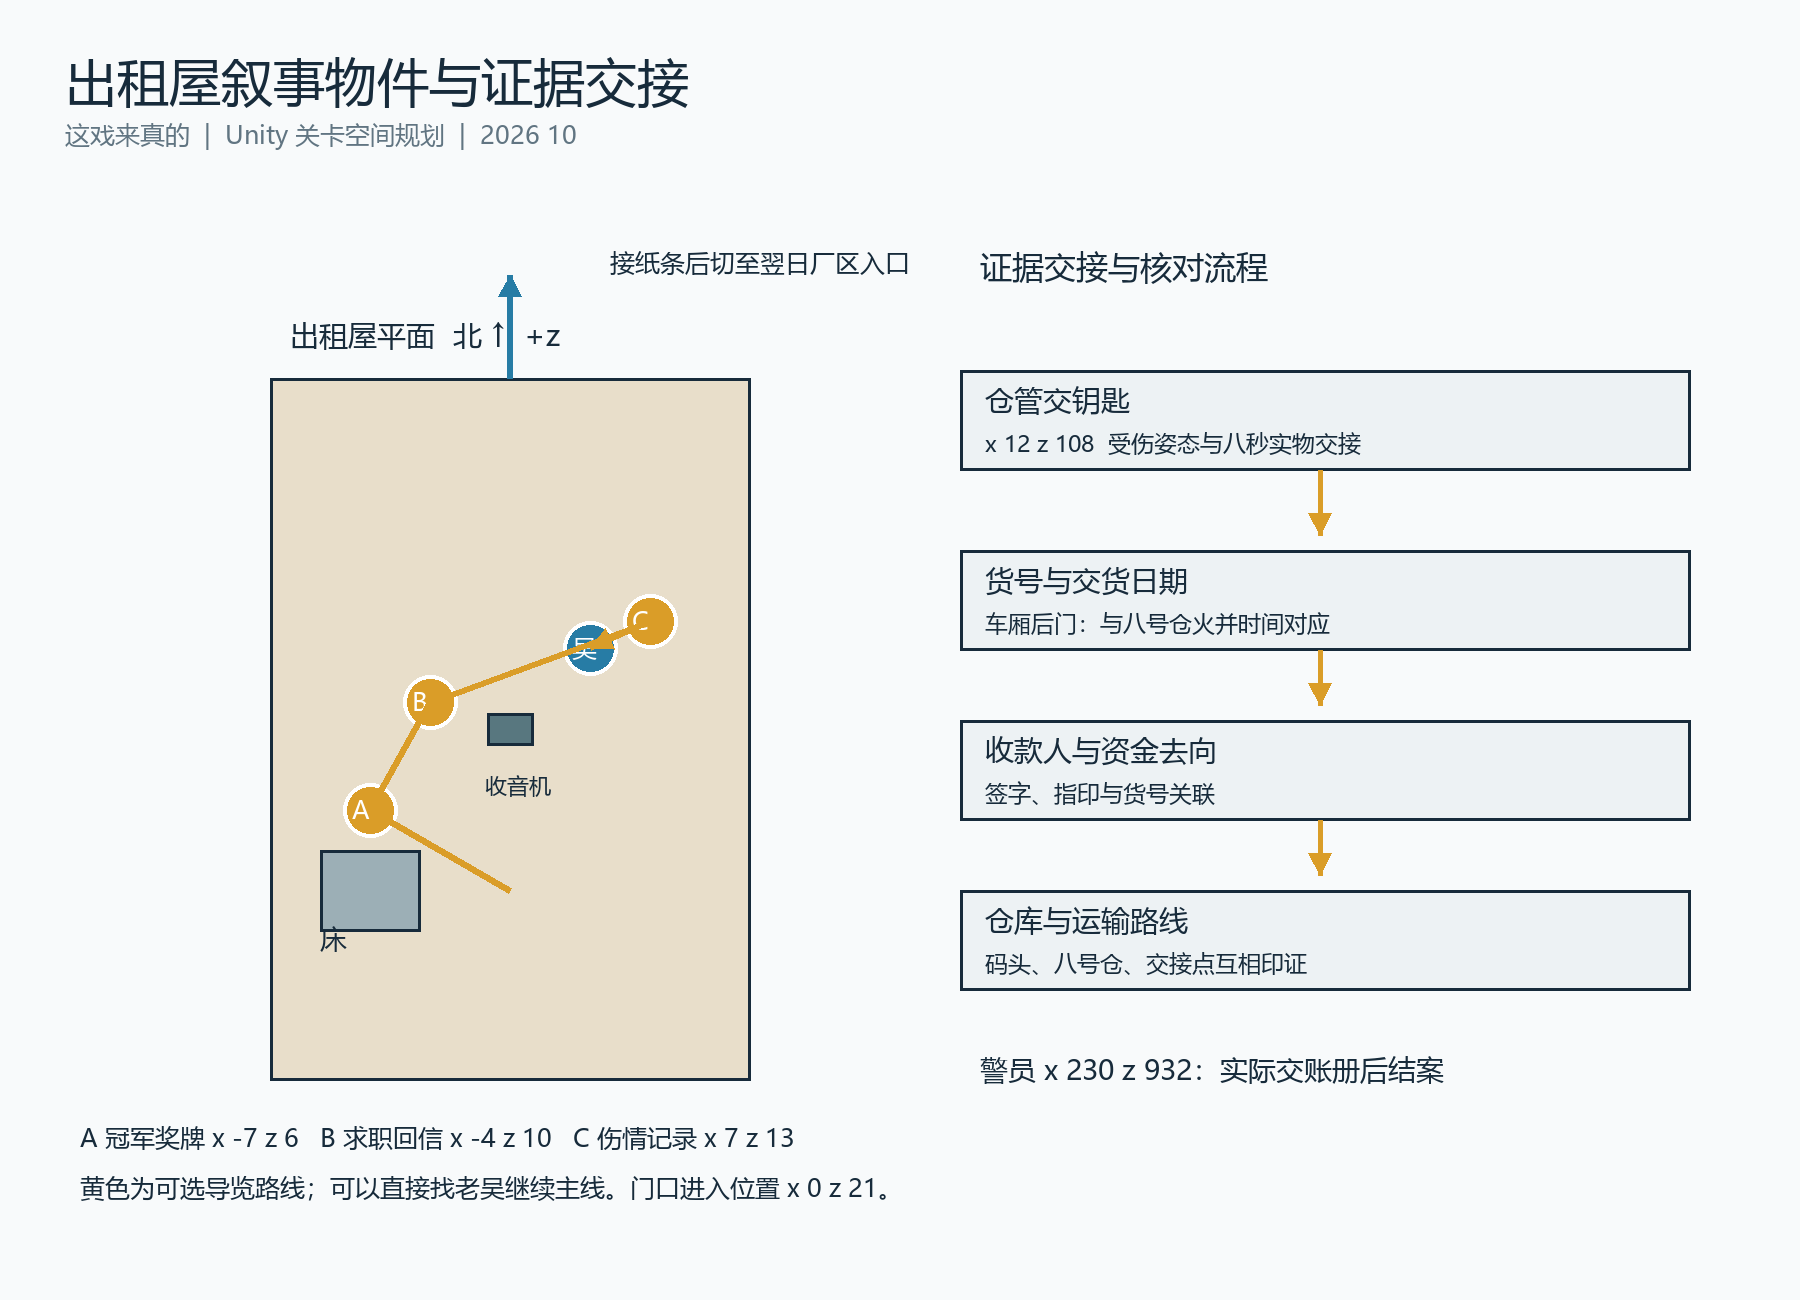 出租屋叙事物件与证据交接
这戏来真的 | Unity 关卡空间规划 | 2026 10
接纸条后切至翌日厂区入口
出租屋平面 北↑ +z
C
吴
B
收音机
A
床
A 冠军奖牌 x -7 z 6 B 求职回信 x -4 z 10 C 伤情记录 x 7 z 13
黄色为可选导览路线；可以直接找老吴继续主线。门口进入位置 x 0 z 21。
证据交接与核对流程
仓管交钥匙
x 12 z 108 受伤姿态与八秒实物交接
货号与交货日期
车厢后门：与八号仓火并时间对应
收款人与资金去向
签字、指印与货号关联
仓库与运输路线
码头、八号仓、交接点互相印证
警员 x 230 z 932：实际交账册后结案